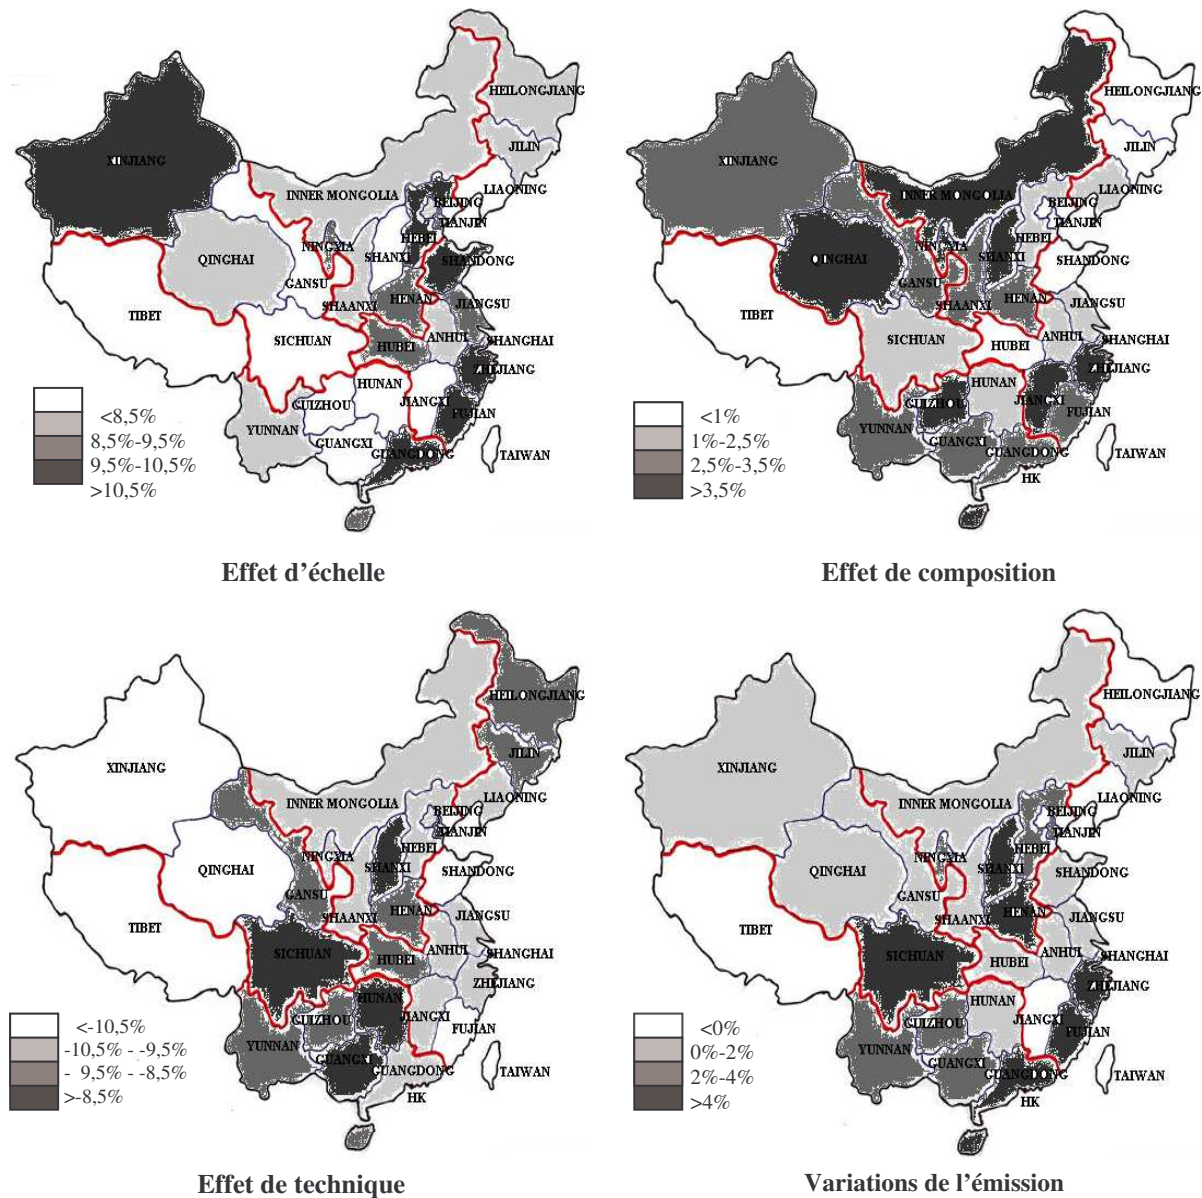 HEILONGJIANG
JILIN
XINJIANG
INNER MONGOLIA
LIAONING
BEIJING
TIANJIN
NINGXIA
HEBEI
SHANXI
QINGHAI
SHANDONG
GANSU
HENAN
SHAANXI
JIANGSU
TIBET
SICHUAN
ANHUI
SHANGHAI
HUBEI
ZHEJIANG
HUNAN
GUIZHOU
JIANGXI
FUJIAN
YUNNAN
GUANGXI
GUANGDONG
TAIWAN
<8,5%
8,5%-9,5%
9,5%-10,5%
>10,5%
Effet d’échelle
HEILONGJIANG
JILIN
XINJIANG
INNER MONGOLIA
LIAONING
BEIJING
TIANJIN
NINGXIA
HEBEI
SHANXI
QINGHAI
SHANDONG
GANSU
HENAN
SHAANXI
JIANGSU
TIBET
SICHUAN
ANHUI
SHANGHAI
HUBEI
ZHEJIANG
HUNAN
GUIZHOU
JIANGXI
FUJIAN
YUNNAN
GUANGXI
GUANGDONG
TAIWAN
HK
<1%
1%-2,5%
2,5%-3,5%
>3,5%
Effet de composition
HEILONGJIANG
JILIN
XINJIANG
INNER MONGOLIA
LIAONING
BEIJING
TIANJIN
NINGXIA
HEBEI
SHANXI
QINGHAI
SHANDONG
GANSU
HENAN
SHAANXI
JIANGSU
TIBET
SICHUAN
ANHUI
SHANGHAI
HUBEI
ZHEJIANG
HUNAN
GUIZHOU
JIANGXI
FUJIAN
YUNNAN
GUANGXI
GUANGDONG
TAIWAN
HK
<-10,5%
-10,5% - -9,5%
- 9,5% - -8,5%
>-8,5%
Effet de technique
HEILONGJIANG
JILIN
XINJIANG
INNER MONGOLIA
LIAONING
BEIJING
TIANJIN
NINGXIA
HEBEI
SHANXI
QINGHAI
SHANDONG
GANSU
HENAN
SHAANXI
JIANGSU
TIBET
SICHUAN
ANHUI
SHANGHAI
HUBEI
ZHEJIANG
HUNAN
GUIZHOU
JIANGXI
FUJIAN
YUNNAN
GUANGXI
GUANGDONG
TAIWAN
HK
<0%
0%-2%
2%-4%
>4%
Variations de l’émission